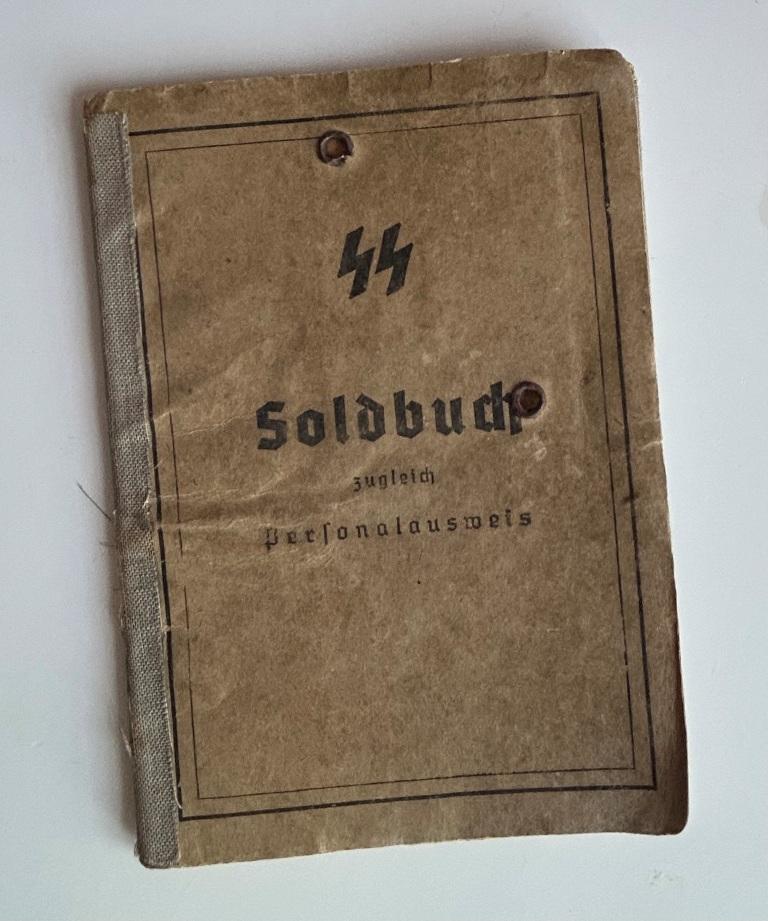 ᛋᛋ
Soldbuch
zugleich
Personalausweis